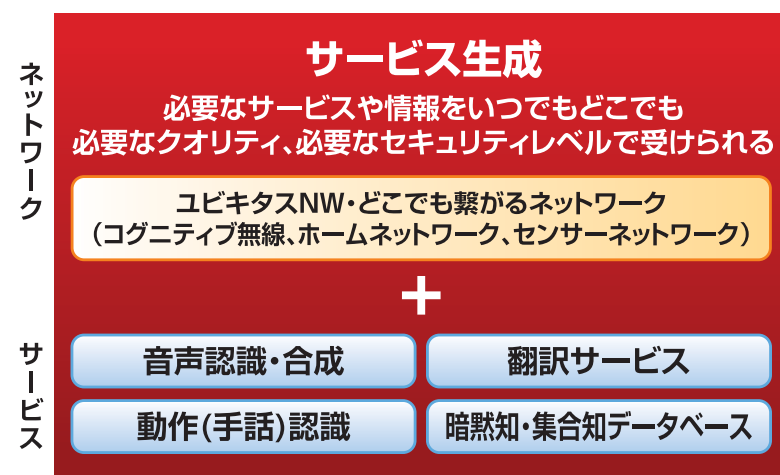 ネットワーク
サービス生成
必要なサービスや情報をいつでもどこでも
必要なクオリティ、必要なセキュリティレベルで受けられる
ユビキタスNW・どこでも繋がるネットワーク
（コグニティブ無線、ホームネットワーク、センサーネットワーク）
+
サービス
音声認識・合成
翻訳サービス
動作(手話)認識
暗黙知・集合知データベース